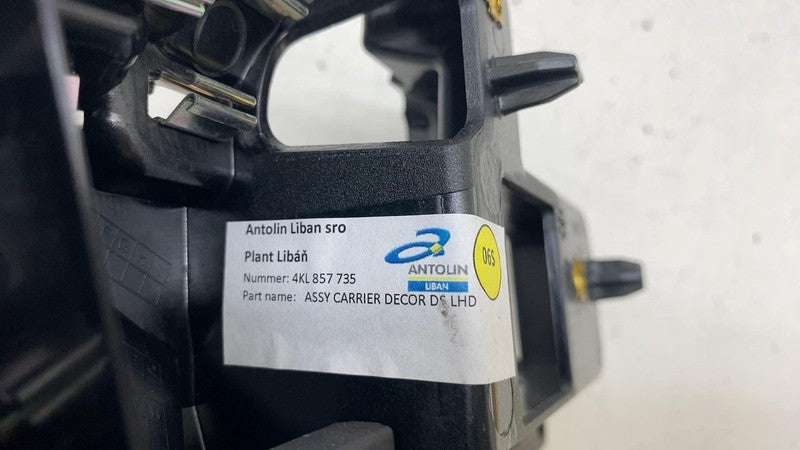 Antolin Liban sro
Plant Libáň
Nummer: 4KL 857 735
Part name: ASSY CARRIER DECOR DS LHD
ANTOLIN
LIBAN
06S